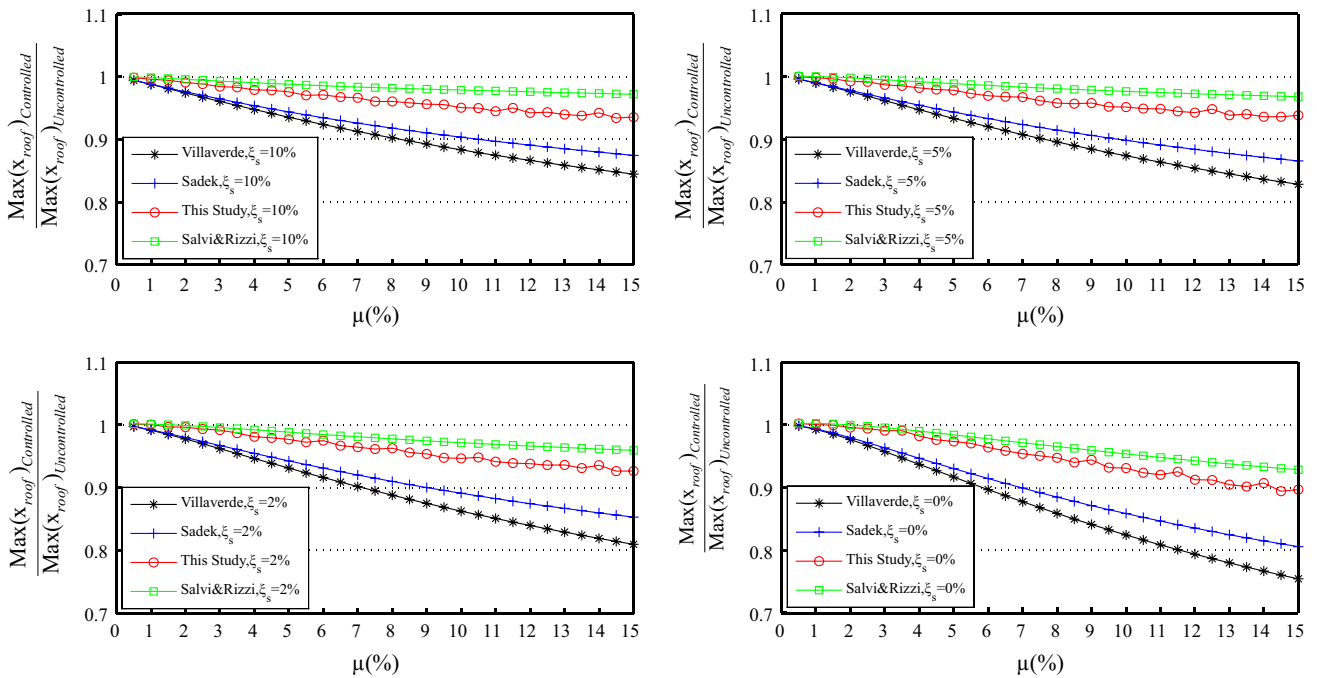 Max(x_roof)_Controlled
Max(x_roof)_Uncontrolled
1.1
1
0.9
0.8
0.7
Villaverde,ξs=10%
Sadek,ξs=10%
This Study,ξs=10%
Salvi&Rizzi,ξs=10%
0 1 2 3 4 5 6 7 8 9 10 11 12 13 14 15
µ(%)
Max(x_roof)_Controlled
Max(x_roof)_Uncontrolled
1.1
1
0.9
0.8
0.7
Villaverde,ξs=5%
Sadek,ξs=5%
This Study,ξs=5%
Salvi&Rizzi,ξs=5%
0 1 2 3 4 5 6 7 8 9 10 11 12 13 14 15
µ(%)
Max(x_roof)_Controlled
Max(x_roof)_Uncontrolled
1.1
1
0.9
0.8
0.7
Villaverde,ξs=2%
Sadek,ξs=2%
This Study,ξs=2%
Salvi&Rizzi,ξs=2%
0 1 2 3 4 5 6 7 8 9 10 11 12 13 14 15
µ(%)
Max(x_roof)_Controlled
Max(x_roof)_Uncontrolled
1.1
1
0.9
0.8
0.7
Villaverde,ξs=0%
Sadek,ξs=0%
This Study,ξs=0%
Salvi&Rizzi,ξs=0%
0 1 2 3 4 5 6 7 8 9 10 11 12 13 14 15
µ(%)